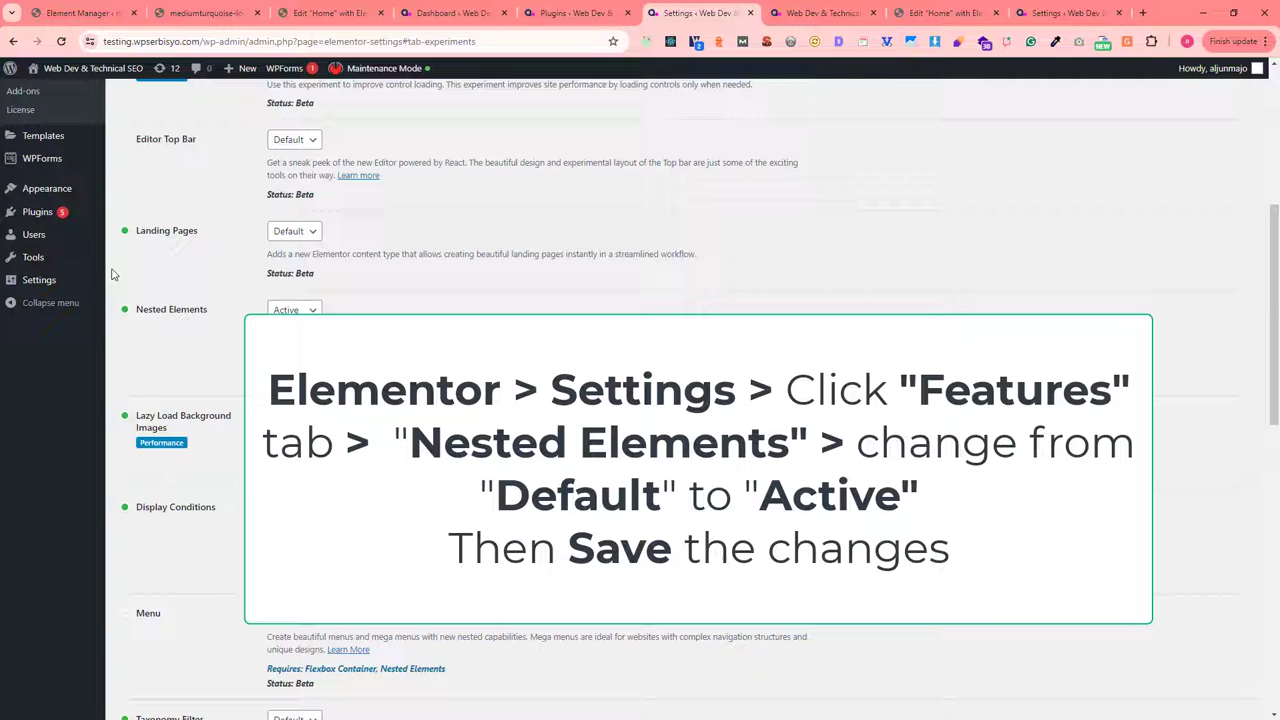 Edit "Home" with El
mediumturquoise-lo
Edit "Home" with El
Dashboard ‹ Web De
Plugins ‹ Web Dev &
Settings ‹ Web Dev &
Web Dev & Technical
Edit "Home" with El
Settings ‹ Web Dev &
testing.wpserbisyo.com/wp-admin/admin.php?page=elementor-settings#tab-experiments
Finish update
Web Dev & Technical SEO
12
0
New
WPForms 1
Maintenance Mode
Howdy, aljunmajo
Add-ons
License
Templates
WPForms
Appearance
Plugins 5
Users
Tools
Settings
Collapse menu
Use this experiment to improve control loading. This experiment improves site performance by loading controls only when needed.
Status: Beta
Editor Top Bar
Default
Get a sneak peek of the new Editor powered by React. The beautiful design and experimental layout of the Top bar are just some of the exciting
tools on their way. Learn more
Status: Beta
Landing Pages
Default
Adds a new Elementor content type that allows creating beautiful landing pages instantly in a streamlined workflow.
Status: Beta
Nested Elements
Active
Elementor > Settings > Click "Features"
tab > "Nested Elements" > change from
"Default" to "Active"
Then Save the changes
Lazy Load Background
Images
Performance
Display Conditions
Menu
Create beautiful menus and mega menus with new nested capabilities. Mega menus are ideal for websites with complex navigation structures and
unique designs. Learn More
Requires: Flexbox Container, Nested Elements
Status: Beta
Taxonomy Filter
Default